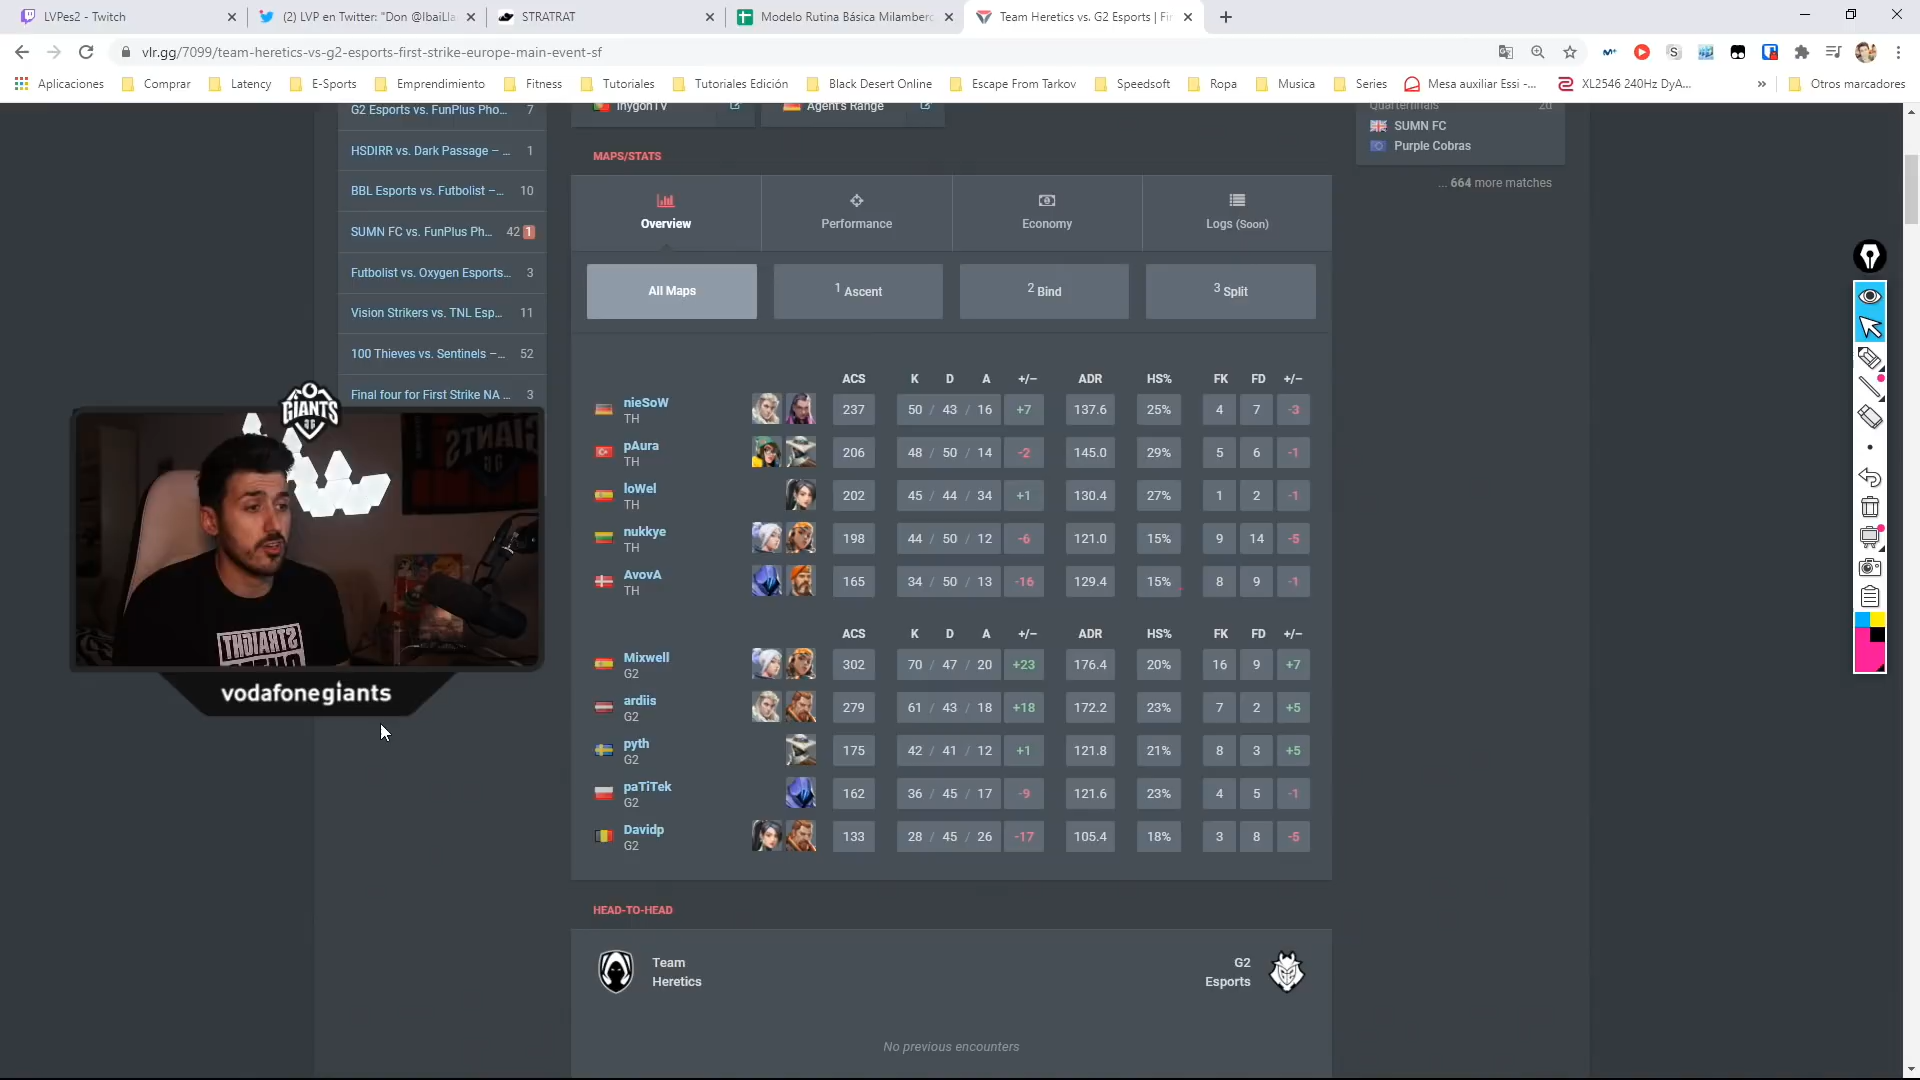 LVPes2 - Twitch
(2) LVP en Twitter: "Don @IbaiLla
STRATRAT
Modelo Rutina Básica Milamberc
Team Heretics vs. G2 Esports | Fir
vlr.gg/7099/team-heretics-vs-g2-esports-first-strike-europe-main-event-sf
Aplicaciones
Comprar
Latency
E-Sports
Emprendimiento
Fitness
Tutoriales
Tutoriales Edición
Black Desert Online
Escape From Tarkov
Speedsoft
Ropa
Musica
Series
Mesa auxiliar Essi -...
XL2546 240Hz DyA...
»
Otros marcadores
G2 Esports vs. FunPlus Pho... 7
HSDIRR vs. Dark Passage – ... 1
BBL Esports vs. Futbolist –... 10
SUMN FC vs. FunPlus Ph... 42 1
Futbolist vs. Oxygen Esports... 3
Vision Strikers vs. TNL Esp... 11
100 Thieves vs. Sentinels –... 52
Final four for First Strike NA ... 3
InygonTV
Agent's Range
Quarterfinals 2d
SUMN FC
Purple Cobras
... 664 more matches
MAPS/STATS
Overview
Performance
Economy
Logs (Soon)
All Maps
1 Ascent
2 Bind
3 Split
ACS K D A +/– ADR HS% FK FD +/–
nieSoW 237 50 / 43 / 16 +7 137.6 25% 4 7 -3
TH
pAura 206 48 / 50 / 14 -2 145.0 29% 5 6 -1
TH
loWel 202 45 / 44 / 34 +1 130.4 27% 1 2 -1
TH
nukkye 198 44 / 50 / 12 -6 121.0 15% 9 14 -5
TH
AvovA 165 34 / 50 / 13 -16 129.4 15% 8 9 -1
TH
ACS K D A +/– ADR HS% FK FD +/–
Mixwell 302 70 / 47 / 20 +23 176.4 20% 16 9 +7
G2
ardiis 279 61 / 43 / 18 +18 172.2 23% 7 2 +5
G2
pyth 175 42 / 41 / 12 +1 121.8 21% 8 3 +5
G2
paTiTek 162 36 / 45 / 17 -9 121.6 23% 4 5 -1
G2
Davidp 133 28 / 45 / 26 -17 105.4 18% 3 8 -5
G2
HEAD-TO-HEAD
Team
Heretics
G2
Esports
No previous encounters
GIANTS
GIANTS
STRAIGHT
vodafonegiants